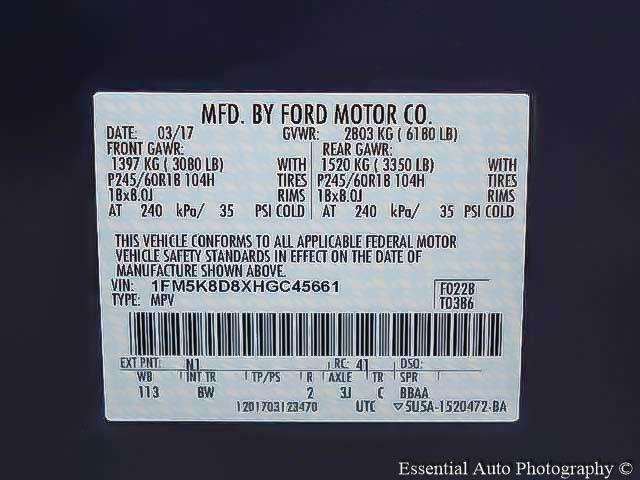 MFD. BY FORD MOTOR CO.
DATE: 03/17 GVWR: 2803 KG ( 6180 LB)
FRONT GAWR: REAR GAWR:
1397 KG ( 3080 LB) WITH 1520 KG ( 3350 LB) WITH
P245/60R18 104H TIRES P245/60R18 104H TIRES
18x8.0J RIMS 18x8.0J RIMS
AT 240 kPa/ 35 PSI COLD AT 240 kPa/ 35 PSI COLD
THIS VEHICLE CONFORMS TO ALL APPLICABLE FEDERAL MOTOR
VEHICLE SAFETY STANDARDS IN EFFECT ON THE DATE OF
MANUFACTURE SHOWN ABOVE.
VIN: 1FM5K8D8XHGC45661 F0228
TYPE: MPV T0386
EXT PNT: N1 RC: 41 DSO:
WB INT TR TP/PS R AXLE TR SPR
113 BW 2 3J C BBAA
1201703123470 UTC ▽5U5A-1520472-BA
Essential Auto Photography ©